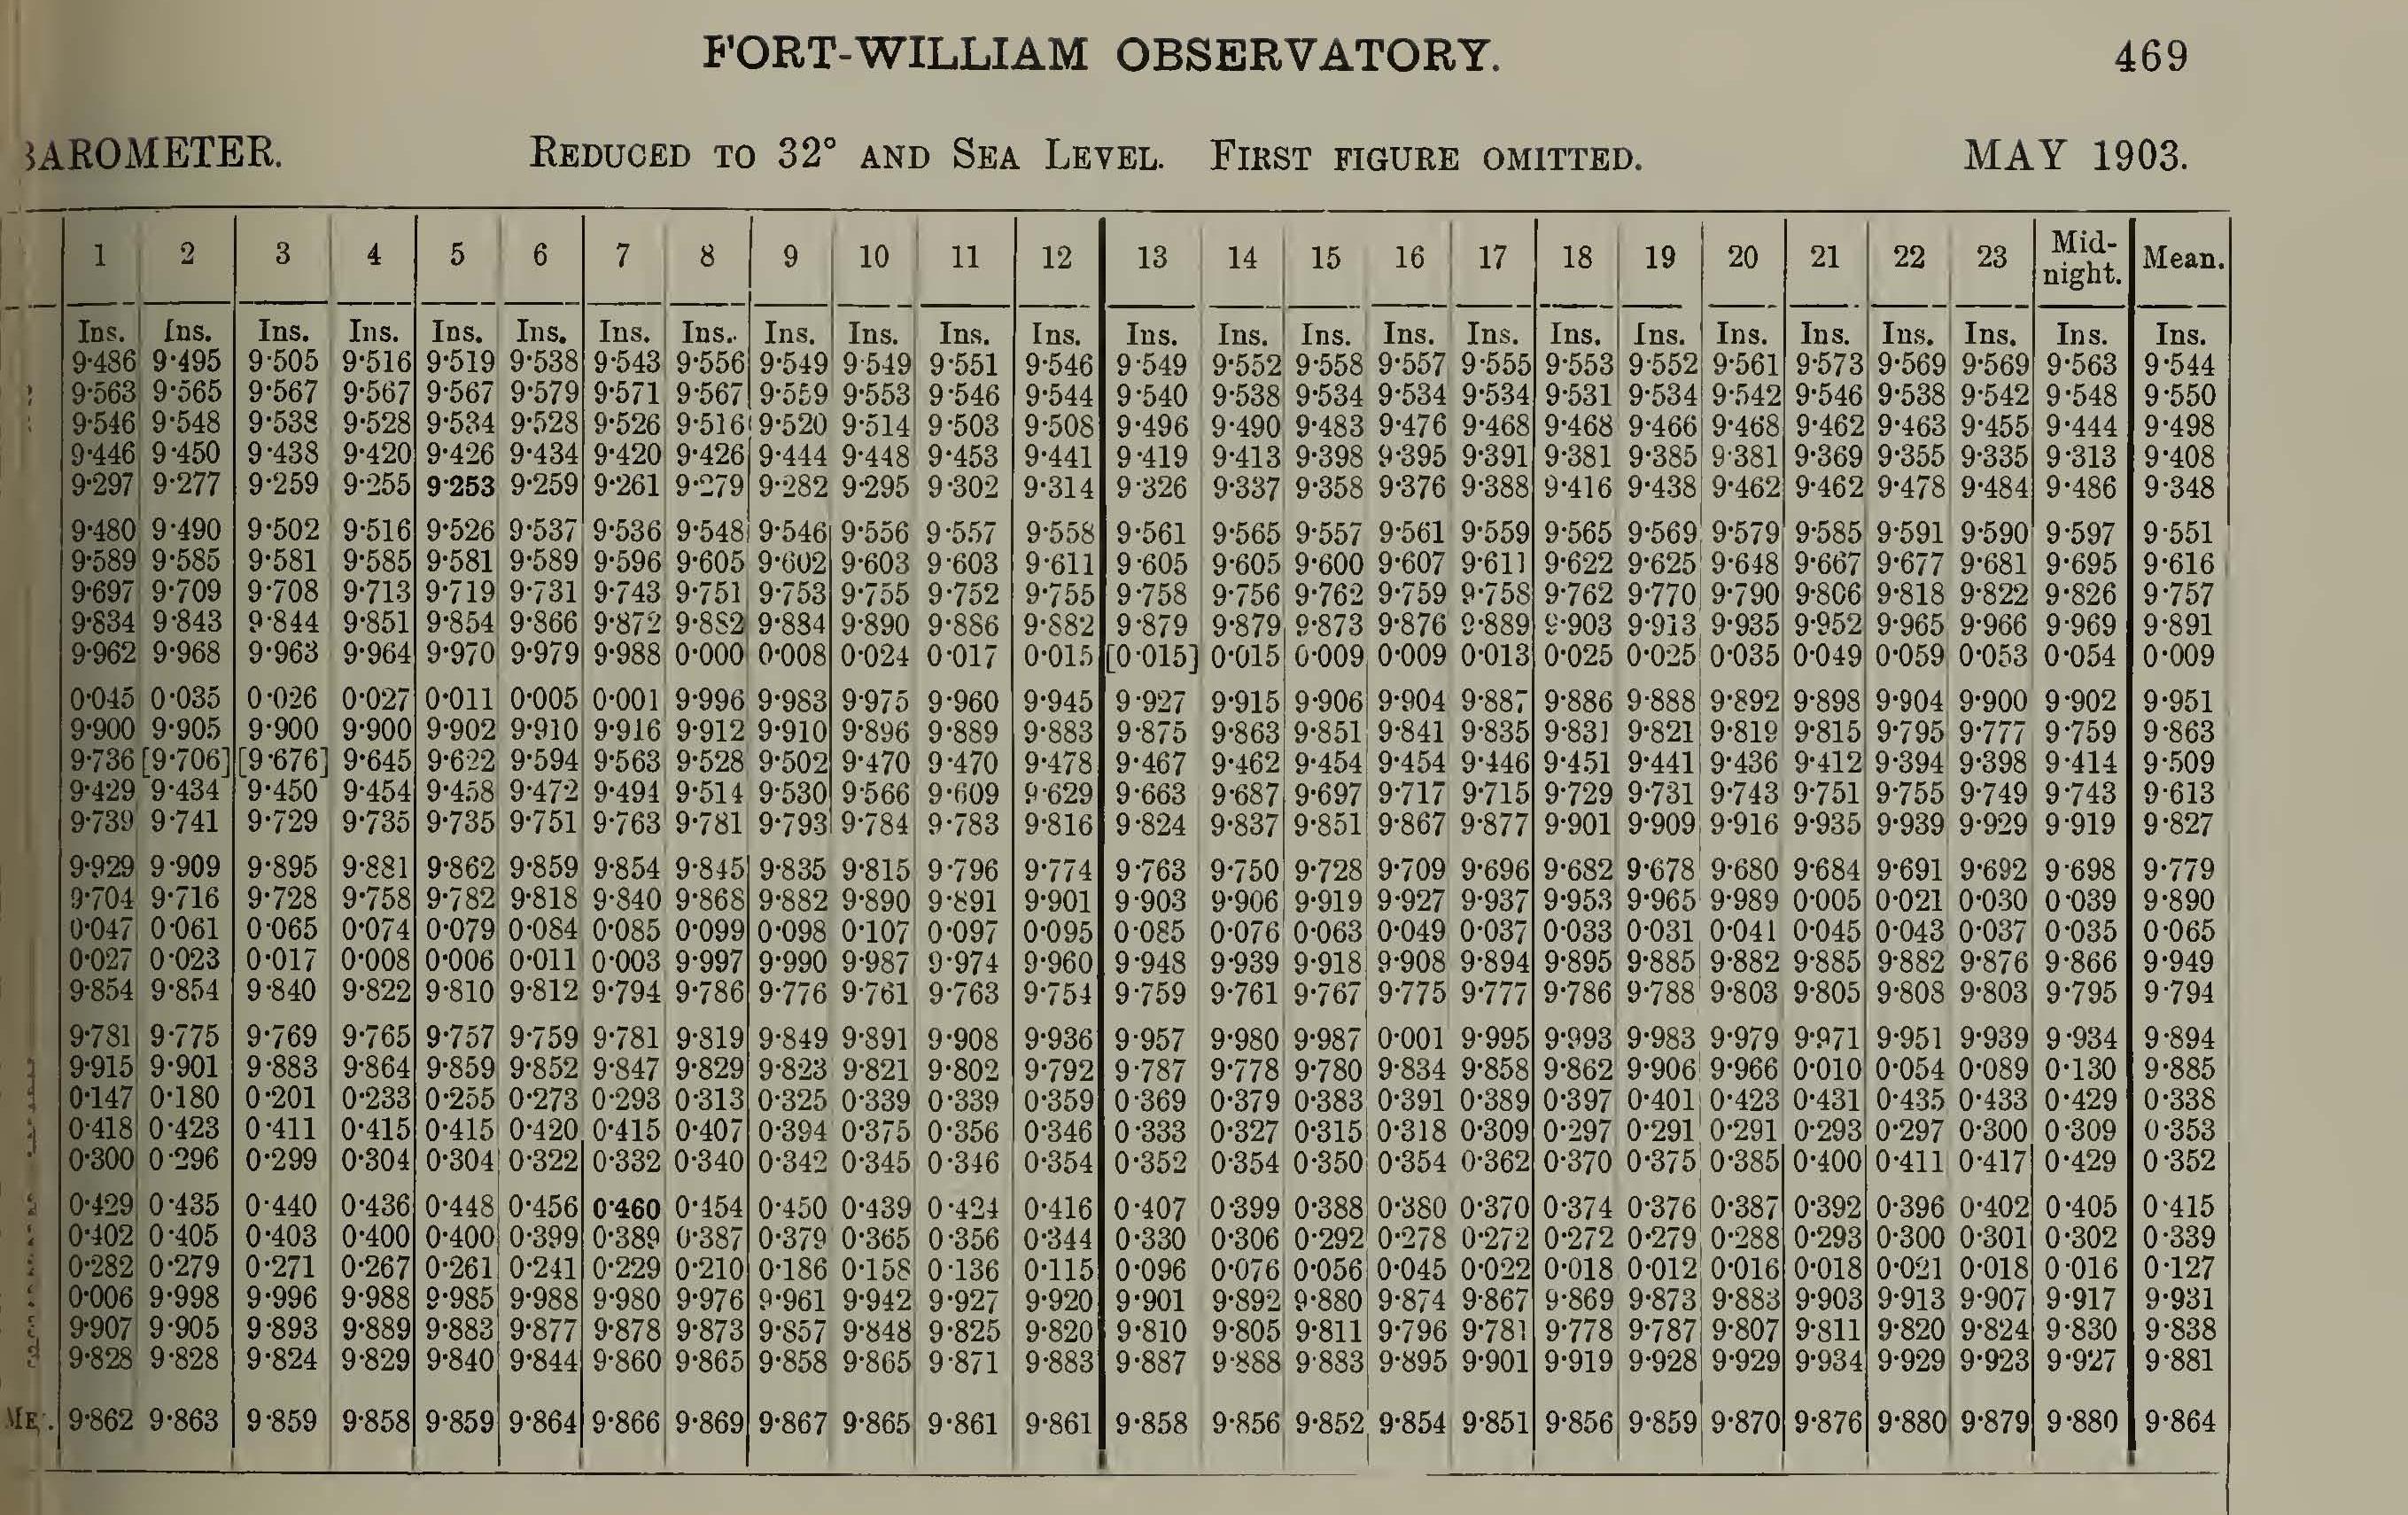 FORT-WILLIAM OBSERVATORY. 469
BAROMETER. REDUCED TO 32° AND SEA LEVEL. FIRST FIGURE OMITTED. MAY 1903.
1 2 3 4 5 6 7 8 9 10 11 12 13 14 15 16 17 18 19 20 21 22 23 Mid-night. Mean.
Ins. Ins. Ins. Ins. Ins. Ins. Ins. Ins. Ins. Ins. Ins. Ins. Ins. Ins. Ins. Ins. Ins. Ins. Ins. Ins. Ins. Ins. Ins. Ins. Ins.
9·486 9·495 9·505 9·516 9·519 9·538 9·543 9·556 9·549 9·549 9·551 9·546 9·549 9·552 9·558 9·557 9·555 9·553 9·552 9·561 9·573 9·569 9·569 9·563 9·544
9·563 9·565 9·567 9·567 9·567 9·579 9·571 9·567 9·559 9·553 9·546 9·544 9·540 9·538 9·534 9·534 9·534 9·531 9·534 9·542 9·546 9·538 9·542 9·548 9·550
9·546 9·548 9·538 9·528 9·534 9·528 9·526 9·516 9·520 9·514 9·503 9·508 9·496 9·490 9·483 9·476 9·468 9·468 9·466 9·468 9·462 9·463 9·455 9·444 9·498
9·446 9·450 9·438 9·420 9·426 9·434 9·420 9·426 9·444 9·448 9·453 9·441 9·419 9·413 9·398 9·395 9·391 9·381 9·385 9·381 9·369 9·355 9·335 9·313 9·408
9·297 9·277 9·259 9·255 9·253 9·259 9·261 9·279 9·282 9·295 9·302 9·314 9·326 9·337 9·358 9·376 9·388 9·416 9·438 9·462 9·462 9·478 9·484 9·486 9·348
9·480 9·490 9·502 9·516 9·526 9·537 9·536 9·548 9·546 9·556 9·557 9·558 9·561 9·565 9·557 9·561 9·559 9·565 9·569 9·579 9·585 9·591 9·590 9·597 9·551
9·589 9·585 9·581 9·585 9·581 9·589 9·596 9·605 9·602 9·603 9·603 9·611 9·605 9·605 9·600 9·607 9·611 9·622 9·625 9·648 9·667 9·677 9·681 9·695 9·616
9·697 9·709 9·708 9·713 9·719 9·731 9·743 9·751 9·753 9·755 9·752 9·755 9·758 9·756 9·762 9·759 9·758 9·762 9·770 9·790 9·806 9·818 9·822 9·826 9·757
9·834 9·843 9·844 9·851 9·854 9·866 9·872 9·882 9·884 9·890 9·886 9·882 9·879 9·879 9·873 9·876 9·889 9·903 9·913 9·935 9·952 9·965 9·966 9·969 9·891
9·962 9·968 9·963 9·964 9·970 9·979 9·988 0·000 0·008 0·024 0·017 0·015 [0·015] 0·015 0·009 0·009 0·013 0·025 0·025 0·035 0·049 0·059 0·053 0·054 0·009
0·045 0·035 0·026 0·027 0·011 0·005 0·001 9·996 9·983 9·975 9·960 9·945 9·927 9·915 9·906 9·904 9·887 9·886 9·888 9·892 9·898 9·904 9·900 9·902 9·951
9·900 9·905 9·900 9·900 9·902 9·910 9·916 9·912 9·910 9·896 9·889 9·883 9·875 9·863 9·851 9·841 9·835 9·831 9·821 9·819 9·815 9·795 9·777 9·759 9·863
9·736 [9·706] [9·676] 9·645 9·622 9·594 9·563 9·528 9·502 9·470 9·470 9·478 9·467 9·462 9·454 9·454 9·446 9·451 9·441 9·436 9·412 9·394 9·398 9·414 9·509
9·429 9·434 9·450 9·454 9·458 9·472 9·494 9·514 9·530 9·566 9·609 9·629 9·663 9·687 9·697 9·717 9·715 9·729 9·731 9·743 9·751 9·755 9·749 9·743 9·613
9·739 9·741 9·729 9·735 9·735 9·751 9·763 9·781 9·793 9·784 9·783 9·816 9·824 9·837 9·851 9·867 9·877 9·901 9·909 9·916 9·935 9·939 9·929 9·919 9·827
9·929 9·909 9·895 9·881 9·862 9·859 9·854 9·845 9·835 9·815 9·796 9·774 9·763 9·750 9·728 9·709 9·696 9·682 9·678 9·680 9·684 9·691 9·692 9·698 9·779
9·704 9·716 9·728 9·758 9·782 9·818 9·840 9·868 9·882 9·890 9·891 9·901 9·903 9·906 9·919 9·927 9·937 9·953 9·965 9·989 0·005 0·021 0·030 0·039 9·890
0·047 0·061 0·065 0·074 0·079 0·084 0·085 0·099 0·098 0·107 0·097 0·095 0·085 0·076 0·063 0·049 0·037 0·033 0·031 0·041 0·045 0·043 0·037 0·035 0·065
0·027 0·023 0·017 0·008 0·006 0·011 0·003 9·997 9·990 9·987 9·974 9·960 9·948 9·939 9·918 9·908 9·894 9·895 9·885 9·882 9·885 9·882 9·876 9·866 9·949
9·854 9·854 9·840 9·822 9·810 9·812 9·794 9·786 9·776 9·761 9·763 9·754 9·759 9·761 9·767 9·775 9·777 9·786 9·788 9·803 9·805 9·808 9·803 9·795 9·794
9·781 9·775 9·769 9·765 9·757 9·759 9·781 9·819 9·849 9·891 9·908 9·936 9·957 9·980 9·987 0·001 9·995 9·993 9·983 9·979 9·971 9·951 9·939 9·934 9·894
9·915 9·901 9·883 9·864 9·859 9·852 9·847 9·829 9·823 9·821 9·802 9·792 9·787 9·778 9·780 9·834 9·858 9·862 9·906 9·966 0·010 0·054 0·089 0·130 9·885
0·147 0·180 0·201 0·233 0·255 0·273 0·293 0·313 0·325 0·339 0·339 0·359 0·369 0·379 0·383 0·391 0·389 0·397 0·401 0·423 0·431 0·435 0·433 0·429 0·338
0·418 0·423 0·411 0·415 0·415 0·420 0·415 0·407 0·394 0·375 0·356 0·346 0·333 0·327 0·315 0·318 0·309 0·297 0·291 0·291 0·293 0·297 0·300 0·309 0·353
0·300 0·296 0·299 0·304 0·304 0·322 0·332 0·340 0·342 0·345 0·346 0·354 0·352 0·354 0·350 0·354 0·362 0·370 0·375 0·385 0·400 0·411 0·417 0·429 0·352
0·429 0·435 0·440 0·436 0·448 0·456 0·460 0·454 0·450 0·439 0·424 0·416 0·407 0·399 0·388 0·380 0·370 0·374 0·376 0·387 0·392 0·396 0·402 0·405 0·415
0·402 0·405 0·403 0·400 0·400 0·399 0·389 0·387 0·379 0·365 0·356 0·344 0·330 0·306 0·292 0·278 0·272 0·272 0·279 0·288 0·293 0·300 0·301 0·302 0·339
0·282 0·279 0·271 0·267 0·261 0·241 0·229 0·210 0·186 0·158 0·136 0·115 0·096 0·076 0·056 0·045 0·022 0·018 0·012 0·016 0·018 0·021 0·018 0·016 0·127
0·006 9·998 9·996 9·988 9·985 9·988 9·980 9·976 9·961 9·942 9·927 9·920 9·901 9·892 9·880 9·874 9·867 9·869 9·873 9·883 9·903 9·913 9·907 9·917 9·931
9·907 9·905 9·893 9·889 9·883 9·877 9·878 9·873 9·857 9·848 9·825 9·820 9·810 9·805 9·811 9·796 9·781 9·778 9·787 9·807 9·811 9·820 9·824 9·830 9·838
9·828 9·828 9·824 9·829 9·840 9·844 9·860 9·865 9·858 9·865 9·871 9·883 9·887 9·888 9·883 9·895 9·901 9·919 9·928 9·929 9·934 9·929 9·923 9·927 9·881
9·862 9·863 9·859 9·858 9·859 9·864 9·866 9·869 9·867 9·865 9·861 9·861 9·858 9·856 9·852 9·854 9·851 9·856 9·859 9·870 9·876 9·880 9·879 9·880 9·864